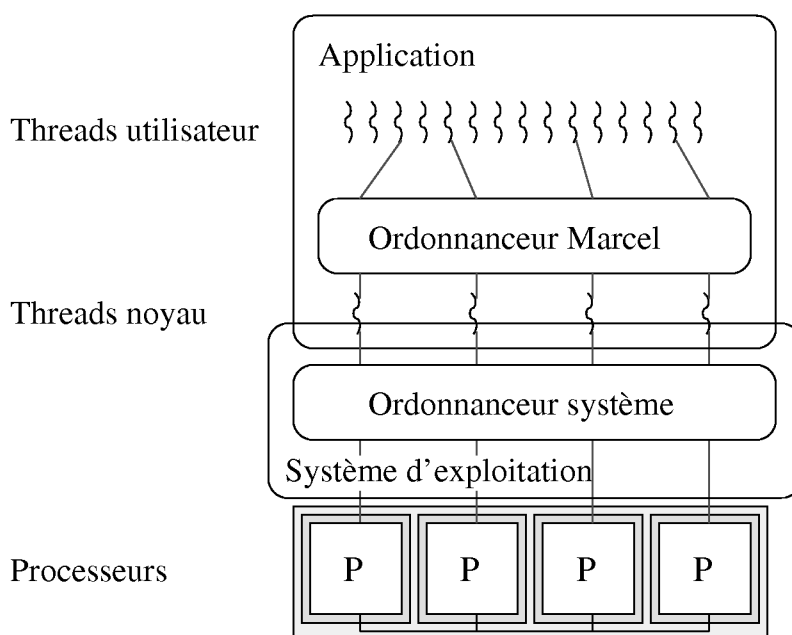 Application
Threads utilisateur
Ordonnanceur Marcel
Threads noyau
Ordonnanceur système
Système d'exploitation
Processeurs
P P P P